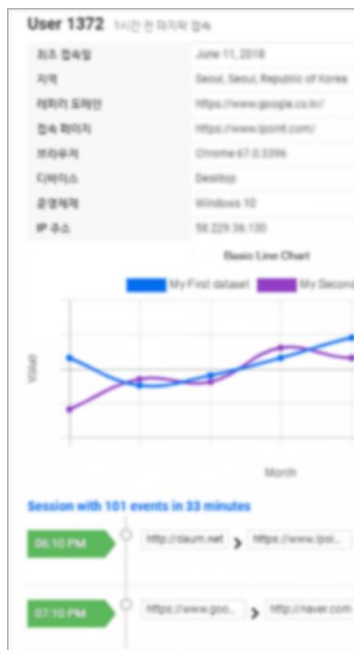 User 1372 1시간 전 마지막 접속
최초 접속일 June 11, 2018
지역 Seoul, Seoul, Republic of Korea
레퍼러 도메인 https://www.google.co.kr/
접속 페이지 https://www.ipoint.com/
브라우저 Chrome 67.0.3396
디바이스 Desktop
운영체제 Windows 10
IP 주소 58.229.36.130
Basic Line Chart
My First dataset My Second
Value
Month
Session with 101 events in 33 minutes
06:10 PM http://daum.net > https://www.ipoi...
07:10 PM https://www.goo... > http://naver.com